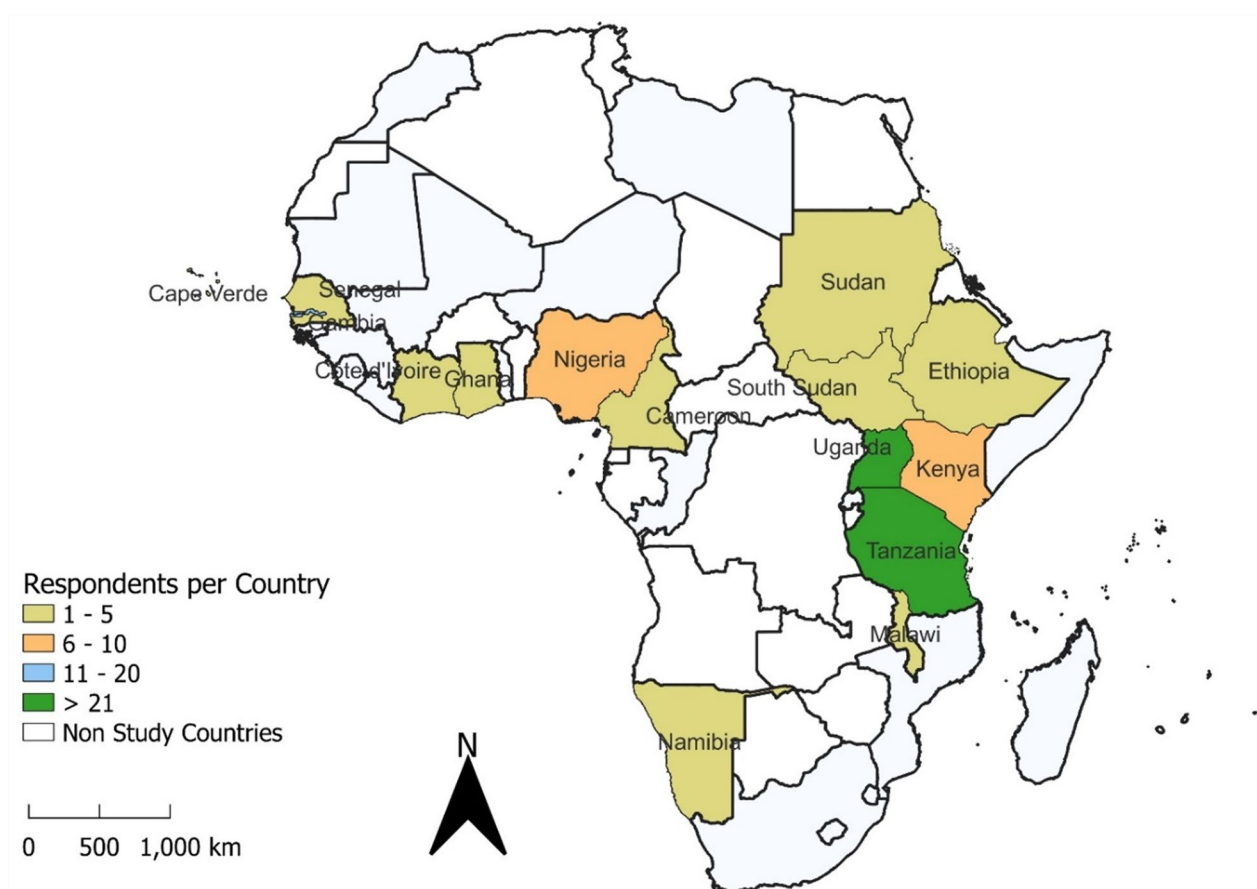 Sudan
Cape Verde
Senegal
Gambia
Nigeria
Côte d'Ivoire
Ghana
Ethiopia
South Sudan
Cameroon
Uganda
Kenya
Tanzania
Malawi
Namibia
Respondents per Country
1 - 5
6 - 10
11 - 20
> 21
Non Study Countries
N
0 500 1,000 km